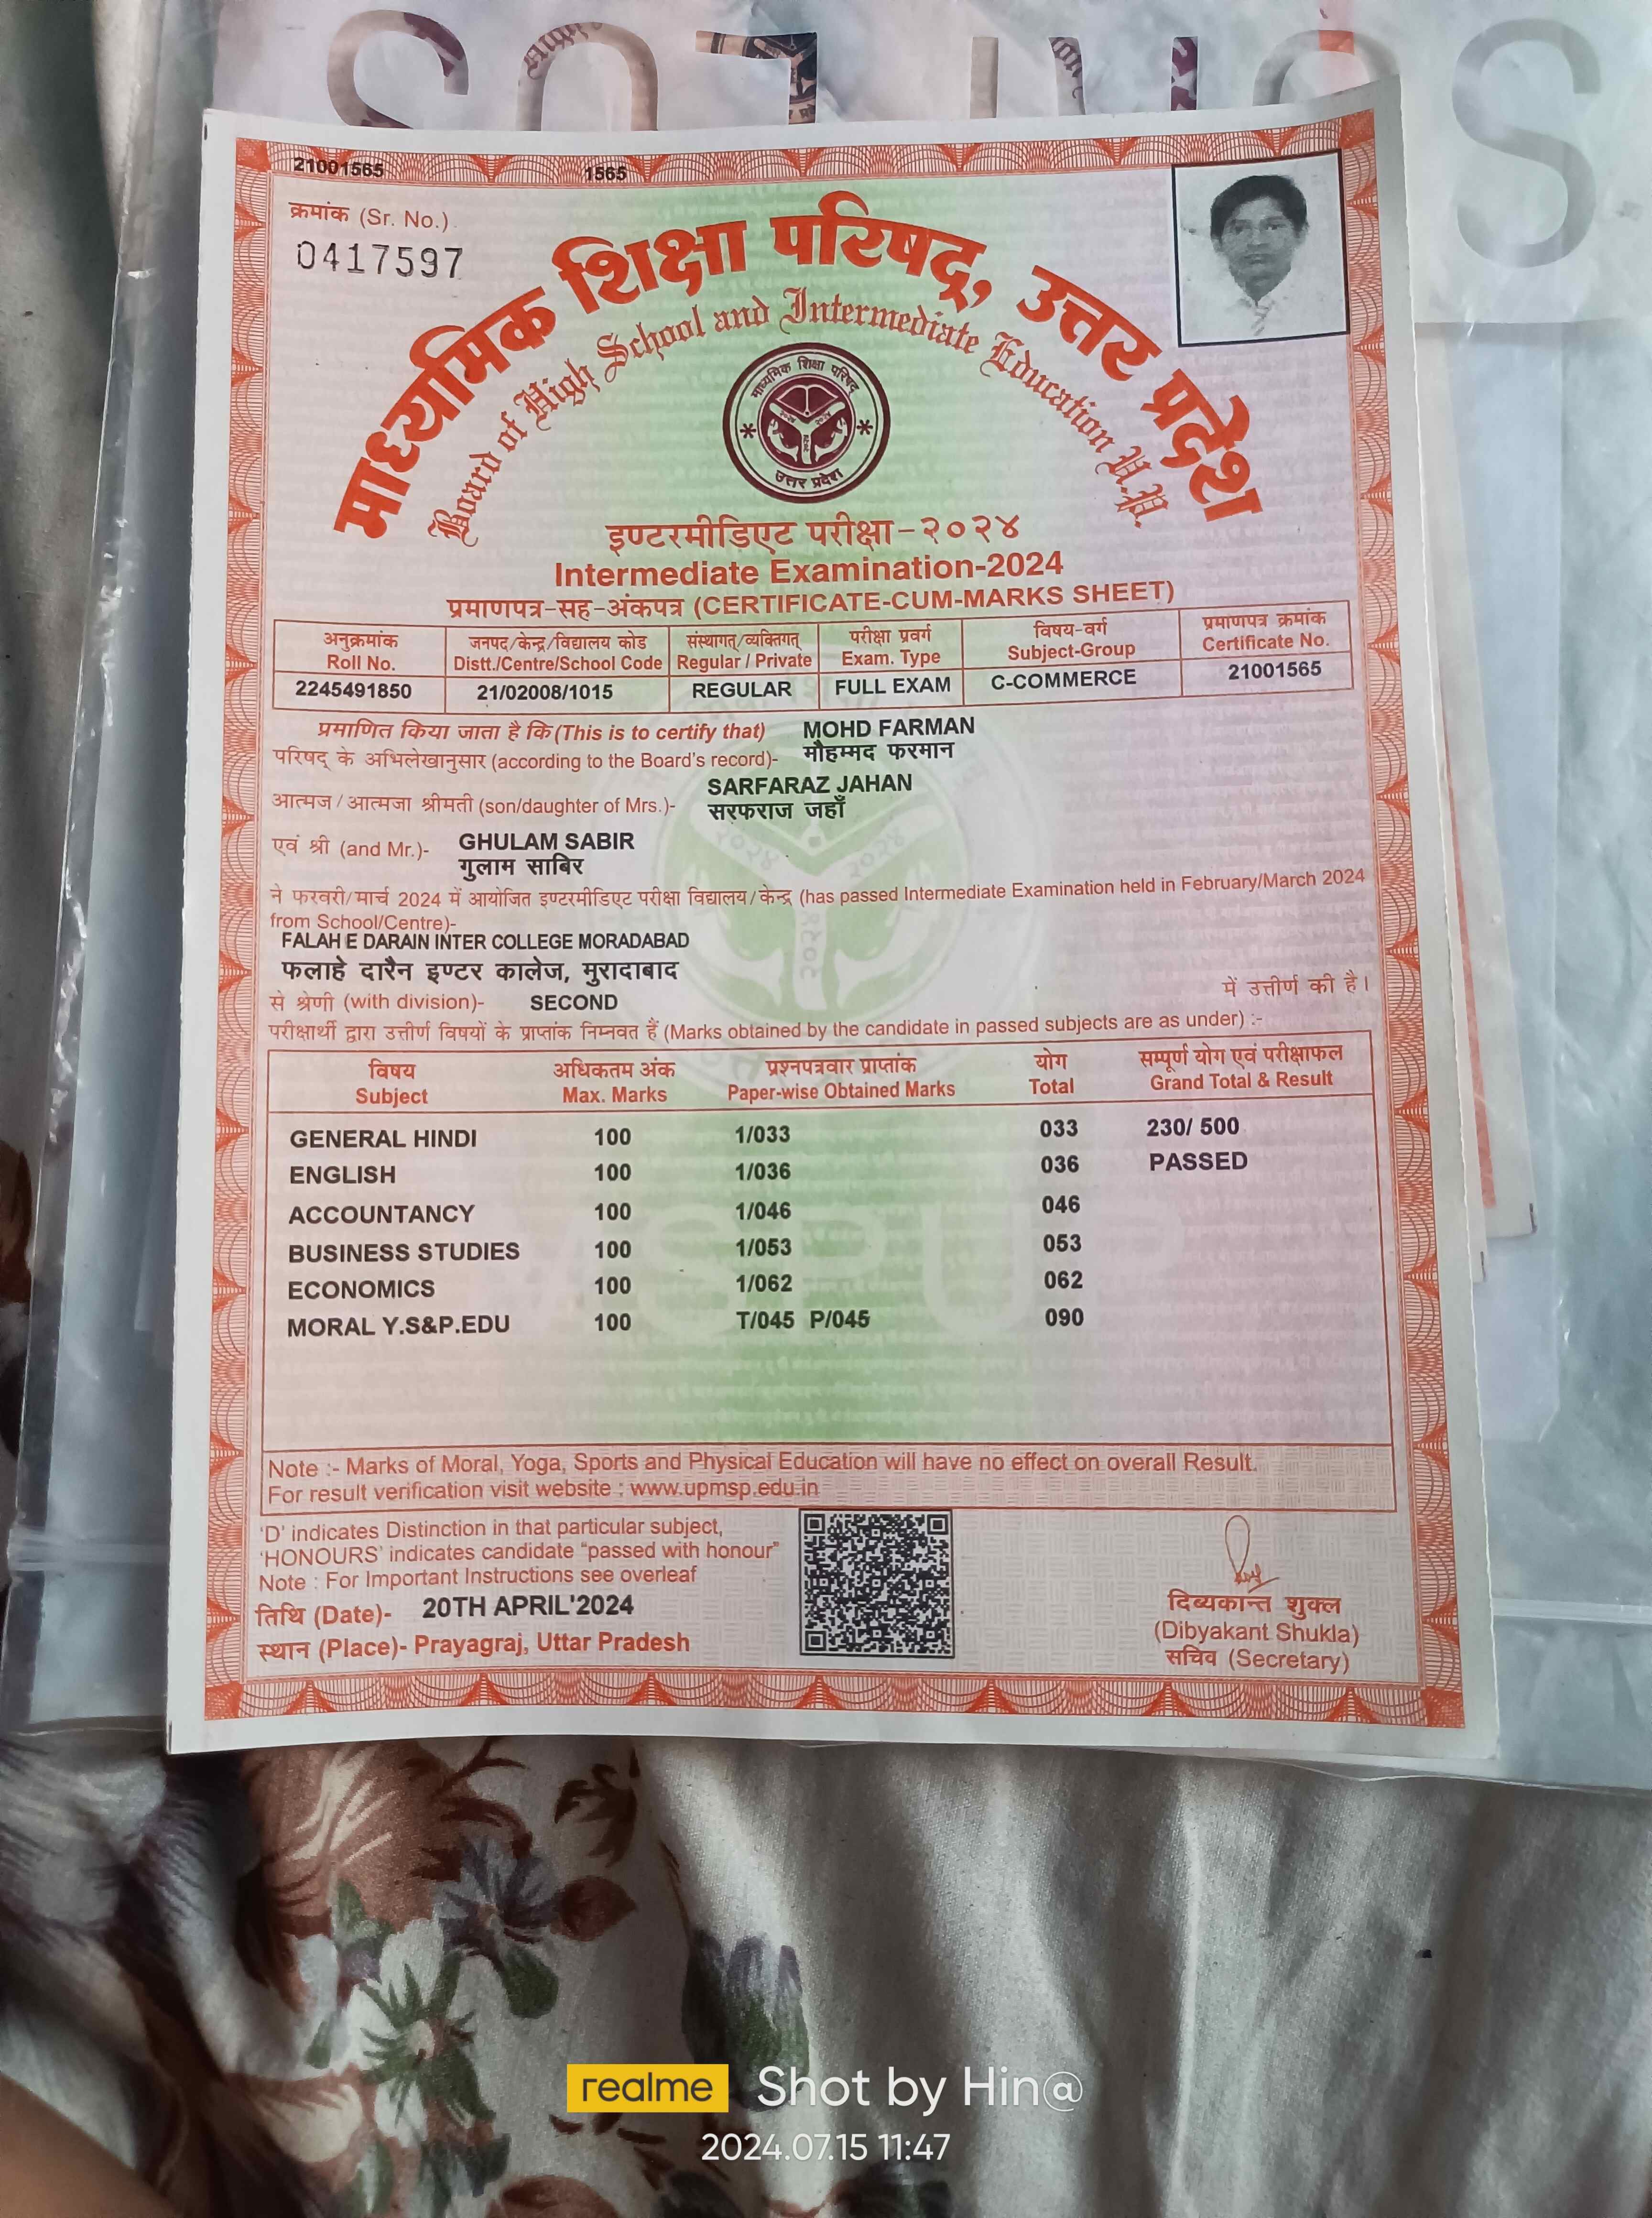 21001565 1565
क्रमांक (Sr. No.)
0417597
माध्यमिक शिक्षा परिषद्, उत्तर प्रदेश
Board of High School and Intermediate Education U.P.
माध्यमिक शिक्षा परिषद
उत्तर प्रदेश
इण्टरमीडिएट परीक्षा-२०२४
Intermediate Examination-2024
प्रमाणपत्र-सह-अंकपत्र (CERTIFICATE-CUM-MARKS SHEET)
अनुक्रमांक जनपद/केन्द्र/विद्यालय कोड संस्थागत्/व्यक्तिगत् परीक्षा प्रवर्ग विषय-वर्ग प्रमाणपत्र क्रमांक
Roll No. Distt./Centre/School Code Regular / Private Exam. Type Subject-Group Certificate No.
2245491850 21/02008/1015 REGULAR FULL EXAM C-COMMERCE 21001565
प्रमाणित किया जाता है कि (This is to certify that) MOHD FARMAN
परिषद् के अभिलेखानुसार (according to the Board's record)- मौहम्मद फरमान
SARFARAZ JAHAN
आत्मज/आत्मजा श्रीमती (son/daughter of Mrs.)- सरफराज जहाँ
एवं श्री (and Mr.)- GHULAM SABIR
गुलाम साबिर
ने फरवरी/मार्च 2024 में आयोजित इण्टरमीडिएट परीक्षा विद्यालय/केन्द्र (has passed Intermediate Examination held in February/March 2024
from School/Centre)-
FALAH E DARAIN INTER COLLEGE MORADABAD
फलाहे दारैन इण्टर कालेज, मुरादाबाद
से श्रेणी (with division)- SECOND में उत्तीर्ण की है।
परीक्षार्थी द्वारा उत्तीर्ण विषयों के प्राप्तांक निम्नवत हैं (Marks obtained by the candidate in passed subjects are as under) :-
विषय अधिकतम अंक प्रश्नपत्रवार प्राप्तांक योग सम्पूर्ण योग एवं परीक्षाफल
Subject Max. Marks Paper-wise Obtained Marks Total Grand Total & Result
GENERAL HINDI 100 1/033 033 230/ 500
ENGLISH 100 1/036 036 PASSED
ACCOUNTANCY 100 1/046 046
BUSINESS STUDIES 100 1/053 053
ECONOMICS 100 1/062 062
MORAL Y.S&P.EDU 100 T/045 P/045 090
Note :- Marks of Moral, Yoga, Sports and Physical Education will have no effect on overall Result.
For result verification visit website : www.upmsp.edu.in
'D' indicates Distinction in that particular subject,
'HONOURS' indicates candidate "passed with honour"
Note : For Important Instructions see overleaf
तिथि (Date)- 20TH APRIL'2024
स्थान (Place)- Prayagraj, Uttar Pradesh
दिब्यकान्त शुक्ल
(Dibyakant Shukla)
सचिव (Secretary)
realme Shot by Hin@
2024.07.15 11:47